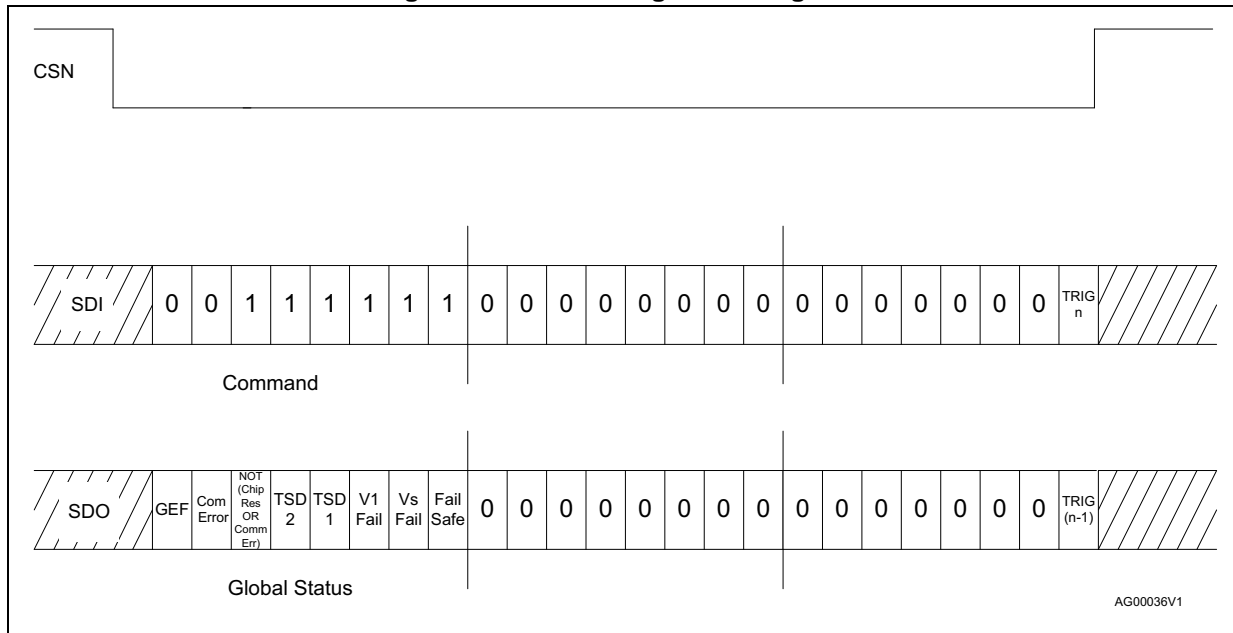 CSN
SDI 0 0 1 1 1 1 1 1 0 0 0 0 0 0 0 0 0 0 0 0 0 0 0 TRIG
n
Command
SDO GEF Com
Error NOT
(Chip
Res
OR
Comm
Err) TSD
2 TSD
1 V1
Fail Vs
Fail Fail
Safe 0 0 0 0 0 0 0 0 0 0 0 0 0 0 0 TRIG
(n-1)
Global Status
AG00036V1